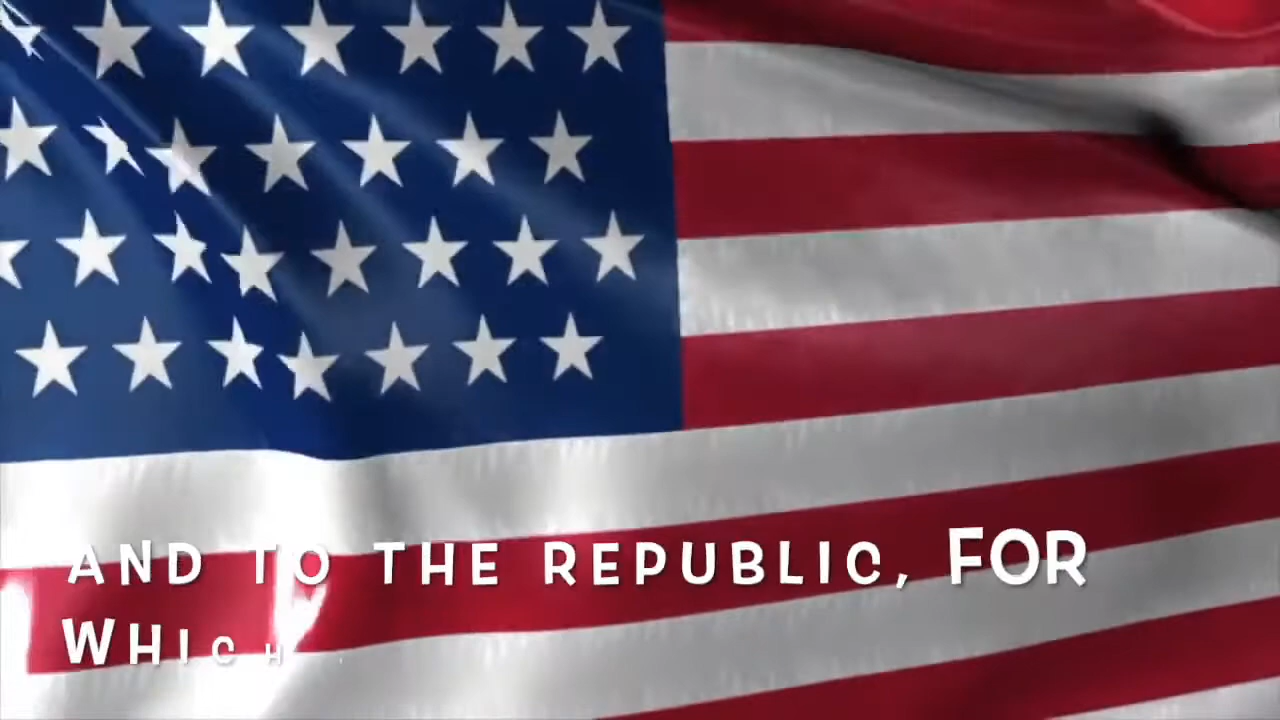 AND TO THE REPUBLIC, FOR
WHICH